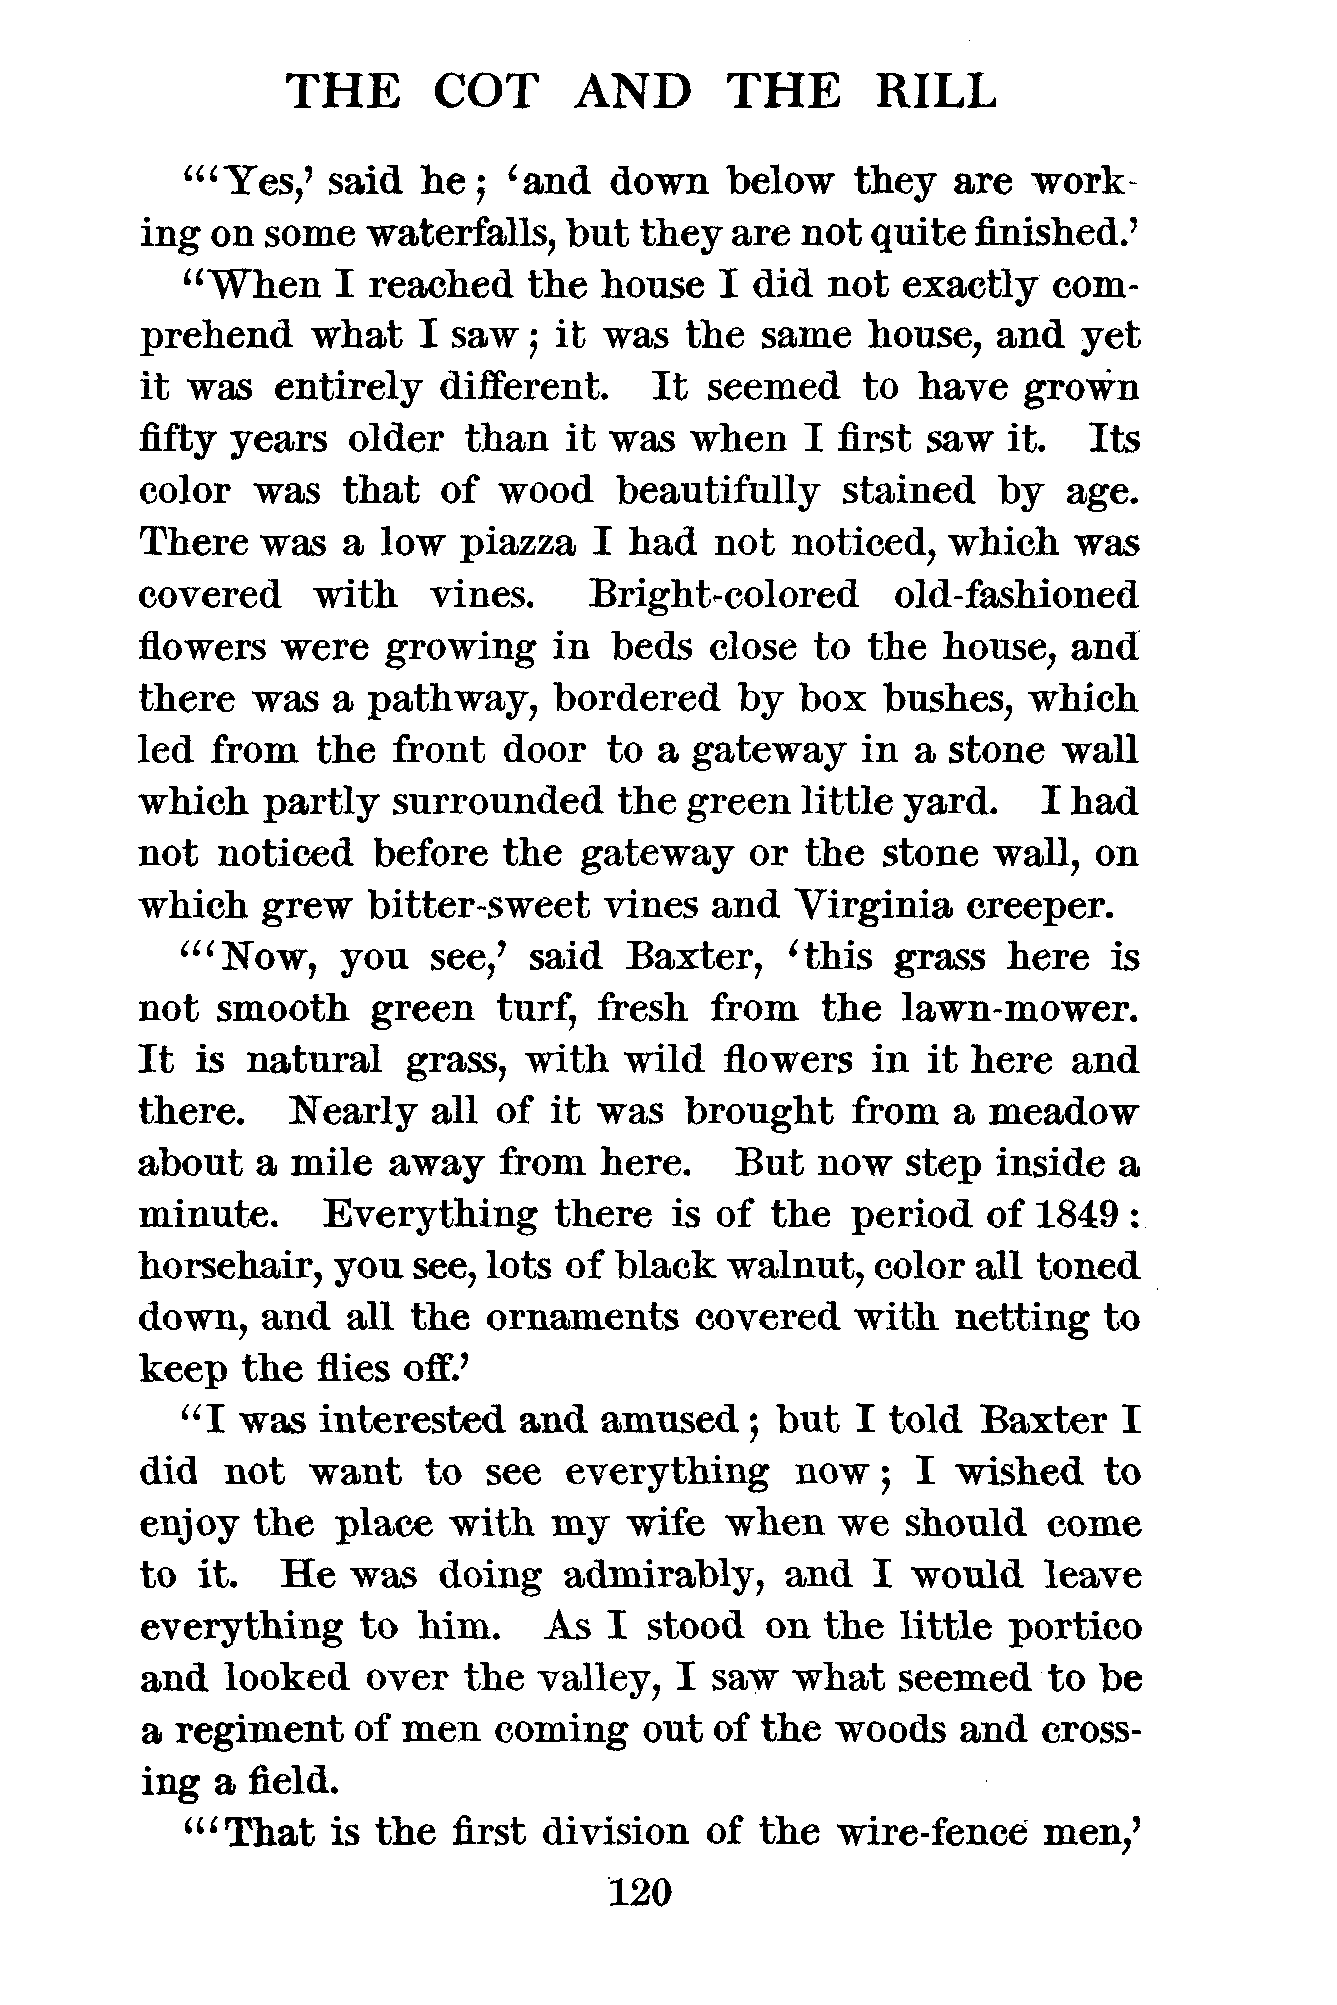 THE COT AND THE RILL
"'Yes,' said he; 'and down below they are work-
ing on some waterfalls, but they are not quite finished.'
"When I reached the house I did not exactly com-
prehend what I saw; it was the same house, and yet
it was entirely different. It seemed to have grown
fifty years older than it was when I first saw it. Its
color was that of wood beautifully stained by age.
There was a low piazza I had not noticed, which was
covered with vines. Bright-colored old-fashioned
flowers were growing in beds close to the house, and
there was a pathway, bordered by box bushes, which
led from the front door to a gateway in a stone wall
which partly surrounded the green little yard. I had
not noticed before the gateway or the stone wall, on
which grew bitter-sweet vines and Virginia creeper.
"'Now, you see,' said Baxter, 'this grass here is
not smooth green turf, fresh from the lawn-mower.
It is natural grass, with wild flowers in it here and
there. Nearly all of it was brought from a meadow
about a mile away from here. But now step inside a
minute. Everything there is of the period of 1849:
horsehair, you see, lots of black walnut, color all toned
down, and all the ornaments covered with netting to
keep the flies off.'
"I was interested and amused; but I told Baxter I
did not want to see everything now; I wished to
enjoy the place with my wife when we should come
to it. He was doing admirably, and I would leave
everything to him. As I stood on the little portico
and looked over the valley, I saw what seemed to be
a regiment of men coming out of the woods and cross-
ing a field.
"'That is the first division of the wire-fence men,'
120